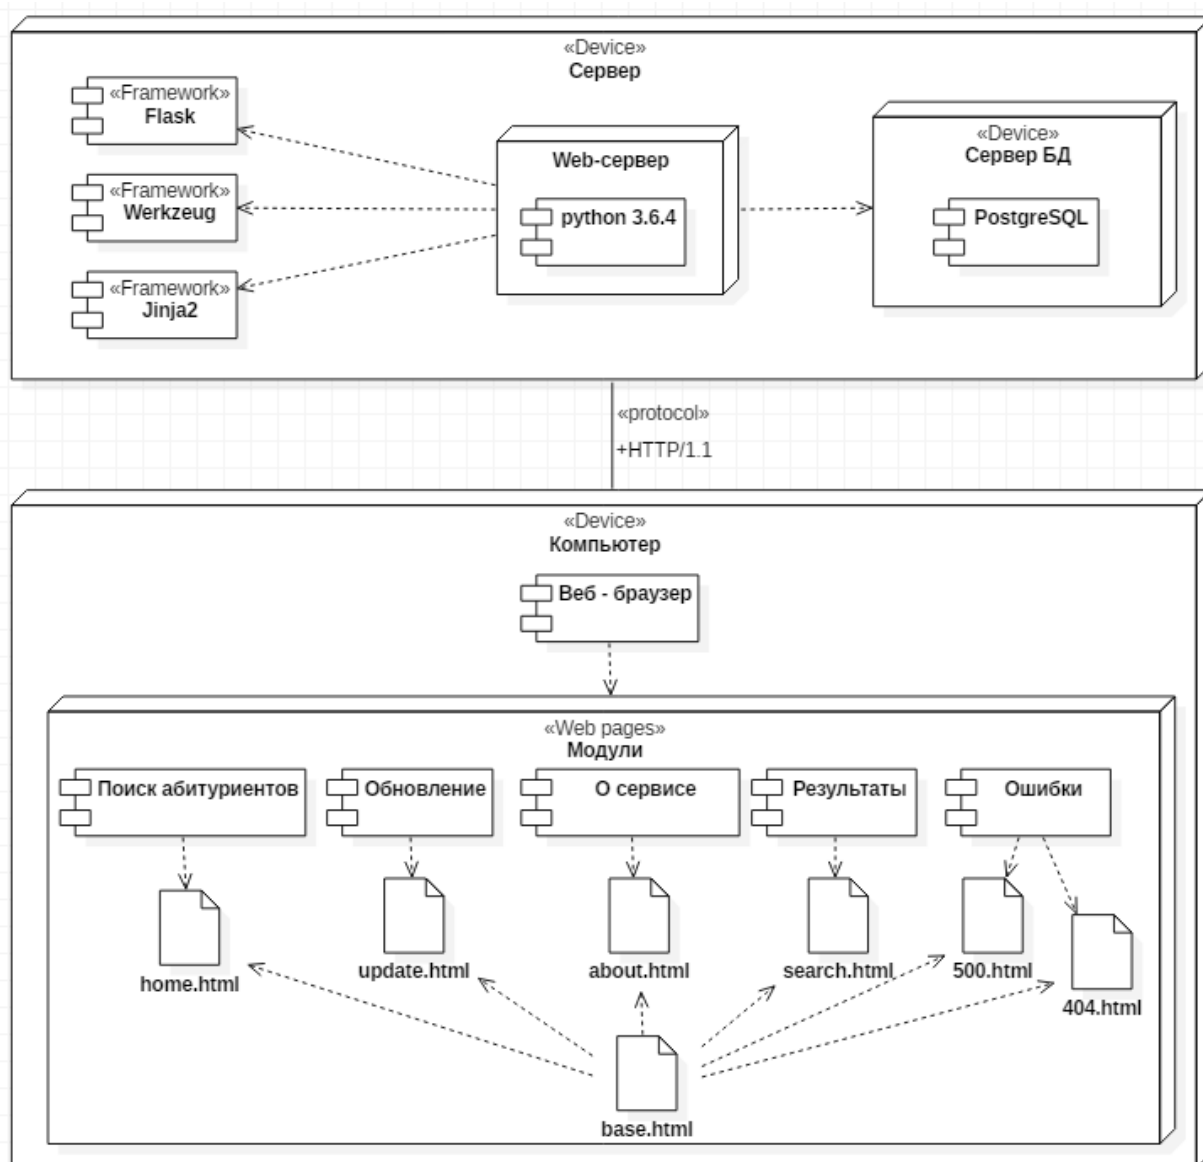 «Device»
Сервер
«Framework»
Flask
«Framework»
Werkzeug
«Framework»
Jinja2
Web-сервер
python 3.6.4
«Device»
Сервер БД
PostgreSQL
«protocol»
+HTTP/1.1
«Device»
Компьютер
Веб - браузер
«Web pages»
Модули
Поиск абитуриентов
Обновление
О сервисе
Результаты
Ошибки
home.html
update.html
about.html
search.html
500.html
404.html
base.html